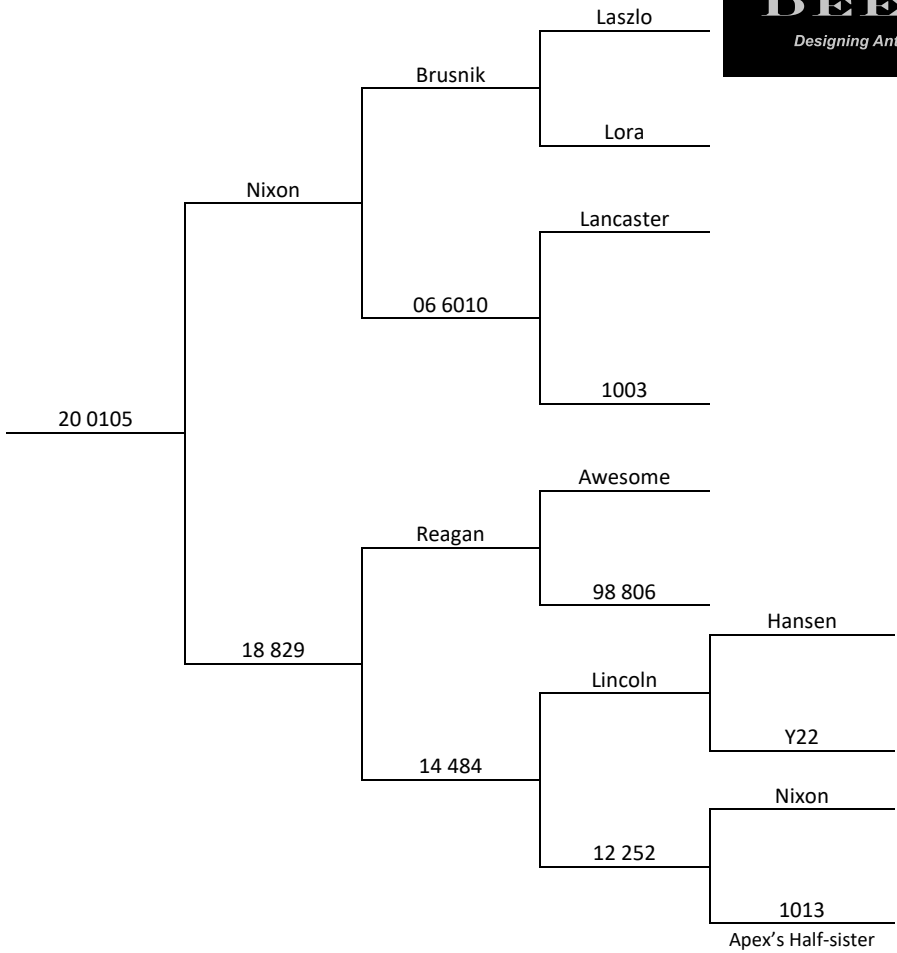 Laszlo
Brusnik
Lora
Nixon
Lancaster
06 6010
1003
20 0105
Awesome
Reagan
98 806
Hansen
18 829
Lincoln
Y22
14 484
Nixon
12 252
1013
Apex’s Half-sister
Designing